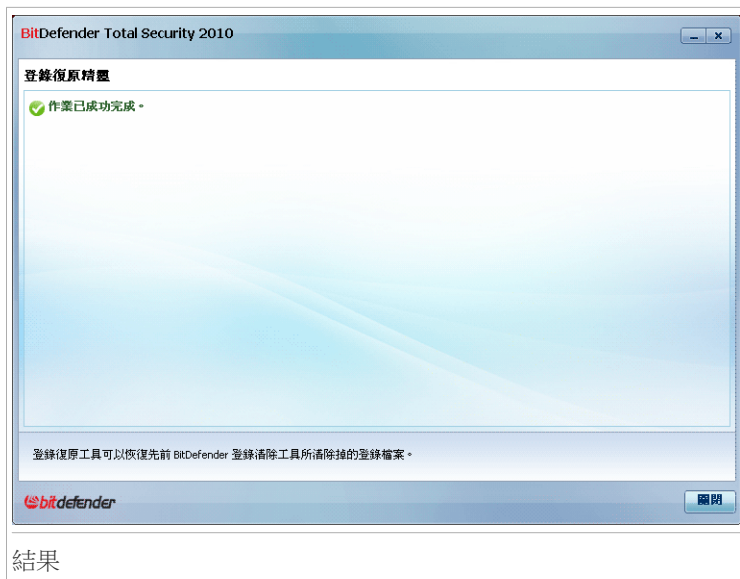 BitDefender Total Security 2010
登錄復原精靈
作業已成功完成。
登錄復原工具可以恢復先前 BitDefender 登錄清除工具所清除掉的登錄檔案。
bitdefender
關閉
結果